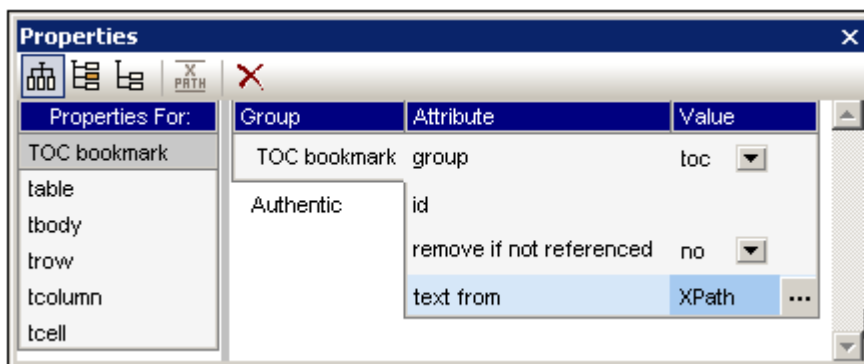 Properties
X
PATH
Properties For:
Group
Attribute
Value
TOC bookmark
TOC bookmark
group
toc
table
Authentic
id
tbody
trow
remove if not referenced
no
tcolumn
text from
XPath
...
tcell